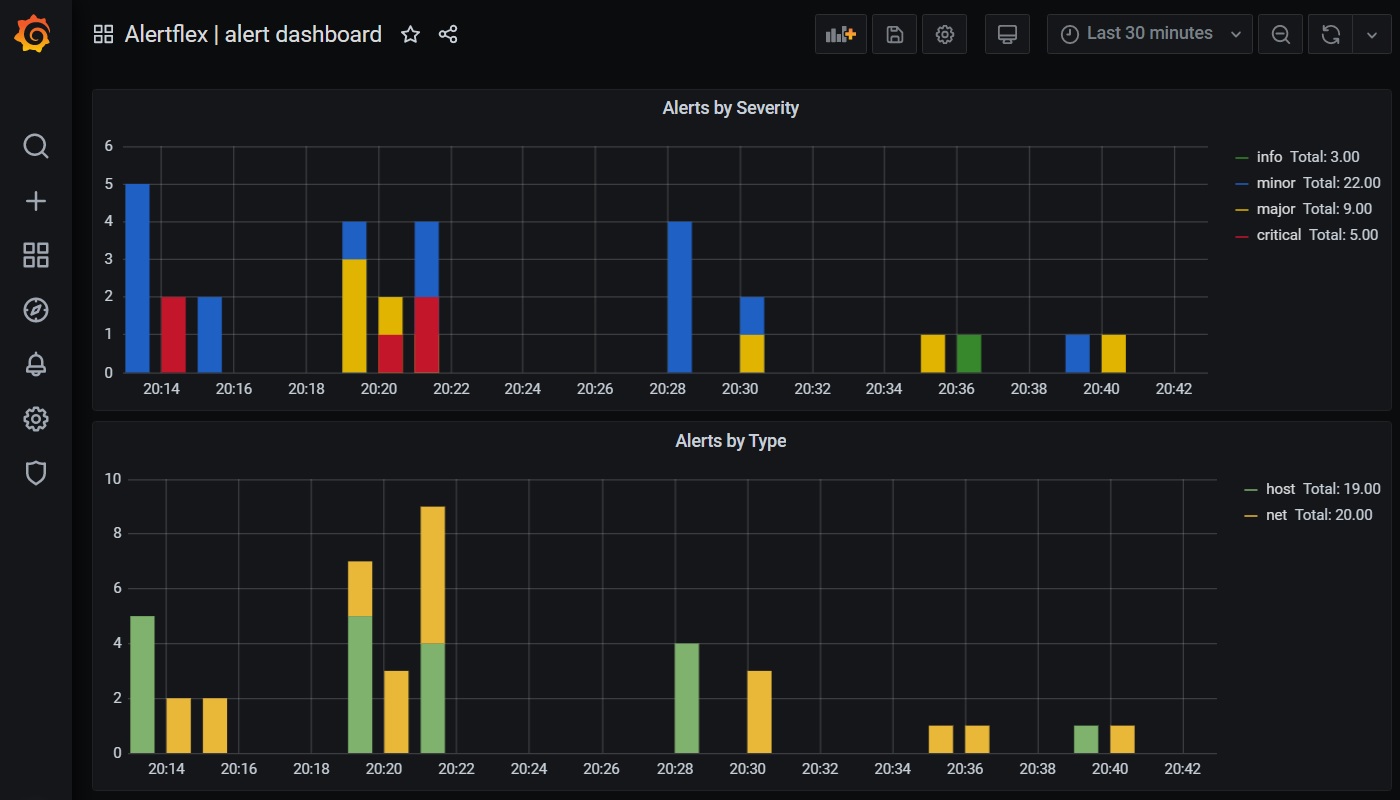 Alertflex | alert dashboard
Last 30 minutes
Alerts by Severity
6
5
4
3
2
1
0
20:14 20:16 20:18 20:20 20:22 20:24 20:26 20:28 20:30 20:32 20:34 20:36 20:38 20:40 20:42
info Total: 3.00
minor Total: 22.00
major Total: 9.00
critical Total: 5.00
Alerts by Type
10
8
6
4
2
0
20:14 20:16 20:18 20:20 20:22 20:24 20:26 20:28 20:30 20:32 20:34 20:36 20:38 20:40 20:42
host Total: 19.00
net Total: 20.00